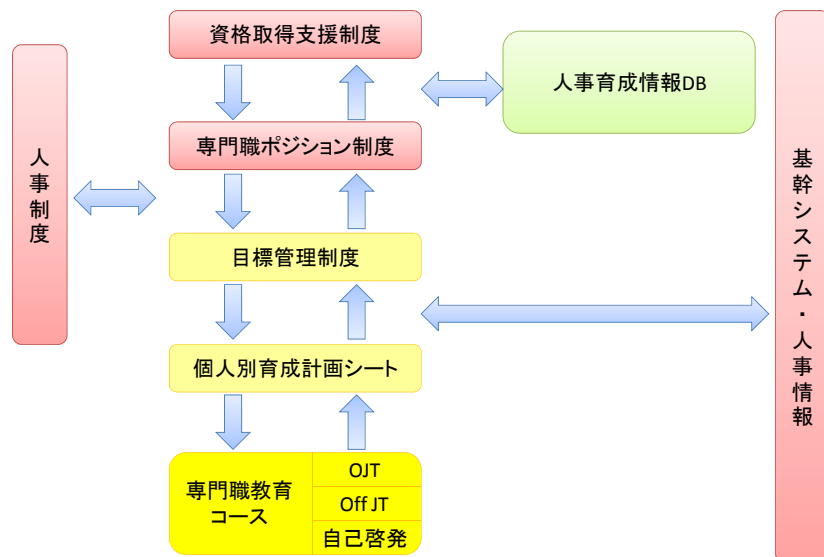 資格取得支援制度
人事育成情報DB
専門職ポジション制度
人事制度
目標管理制度
個人別育成計画シート
専門職教育
コース
OJT
Off JT
自己啓発
基幹システム・人事情報